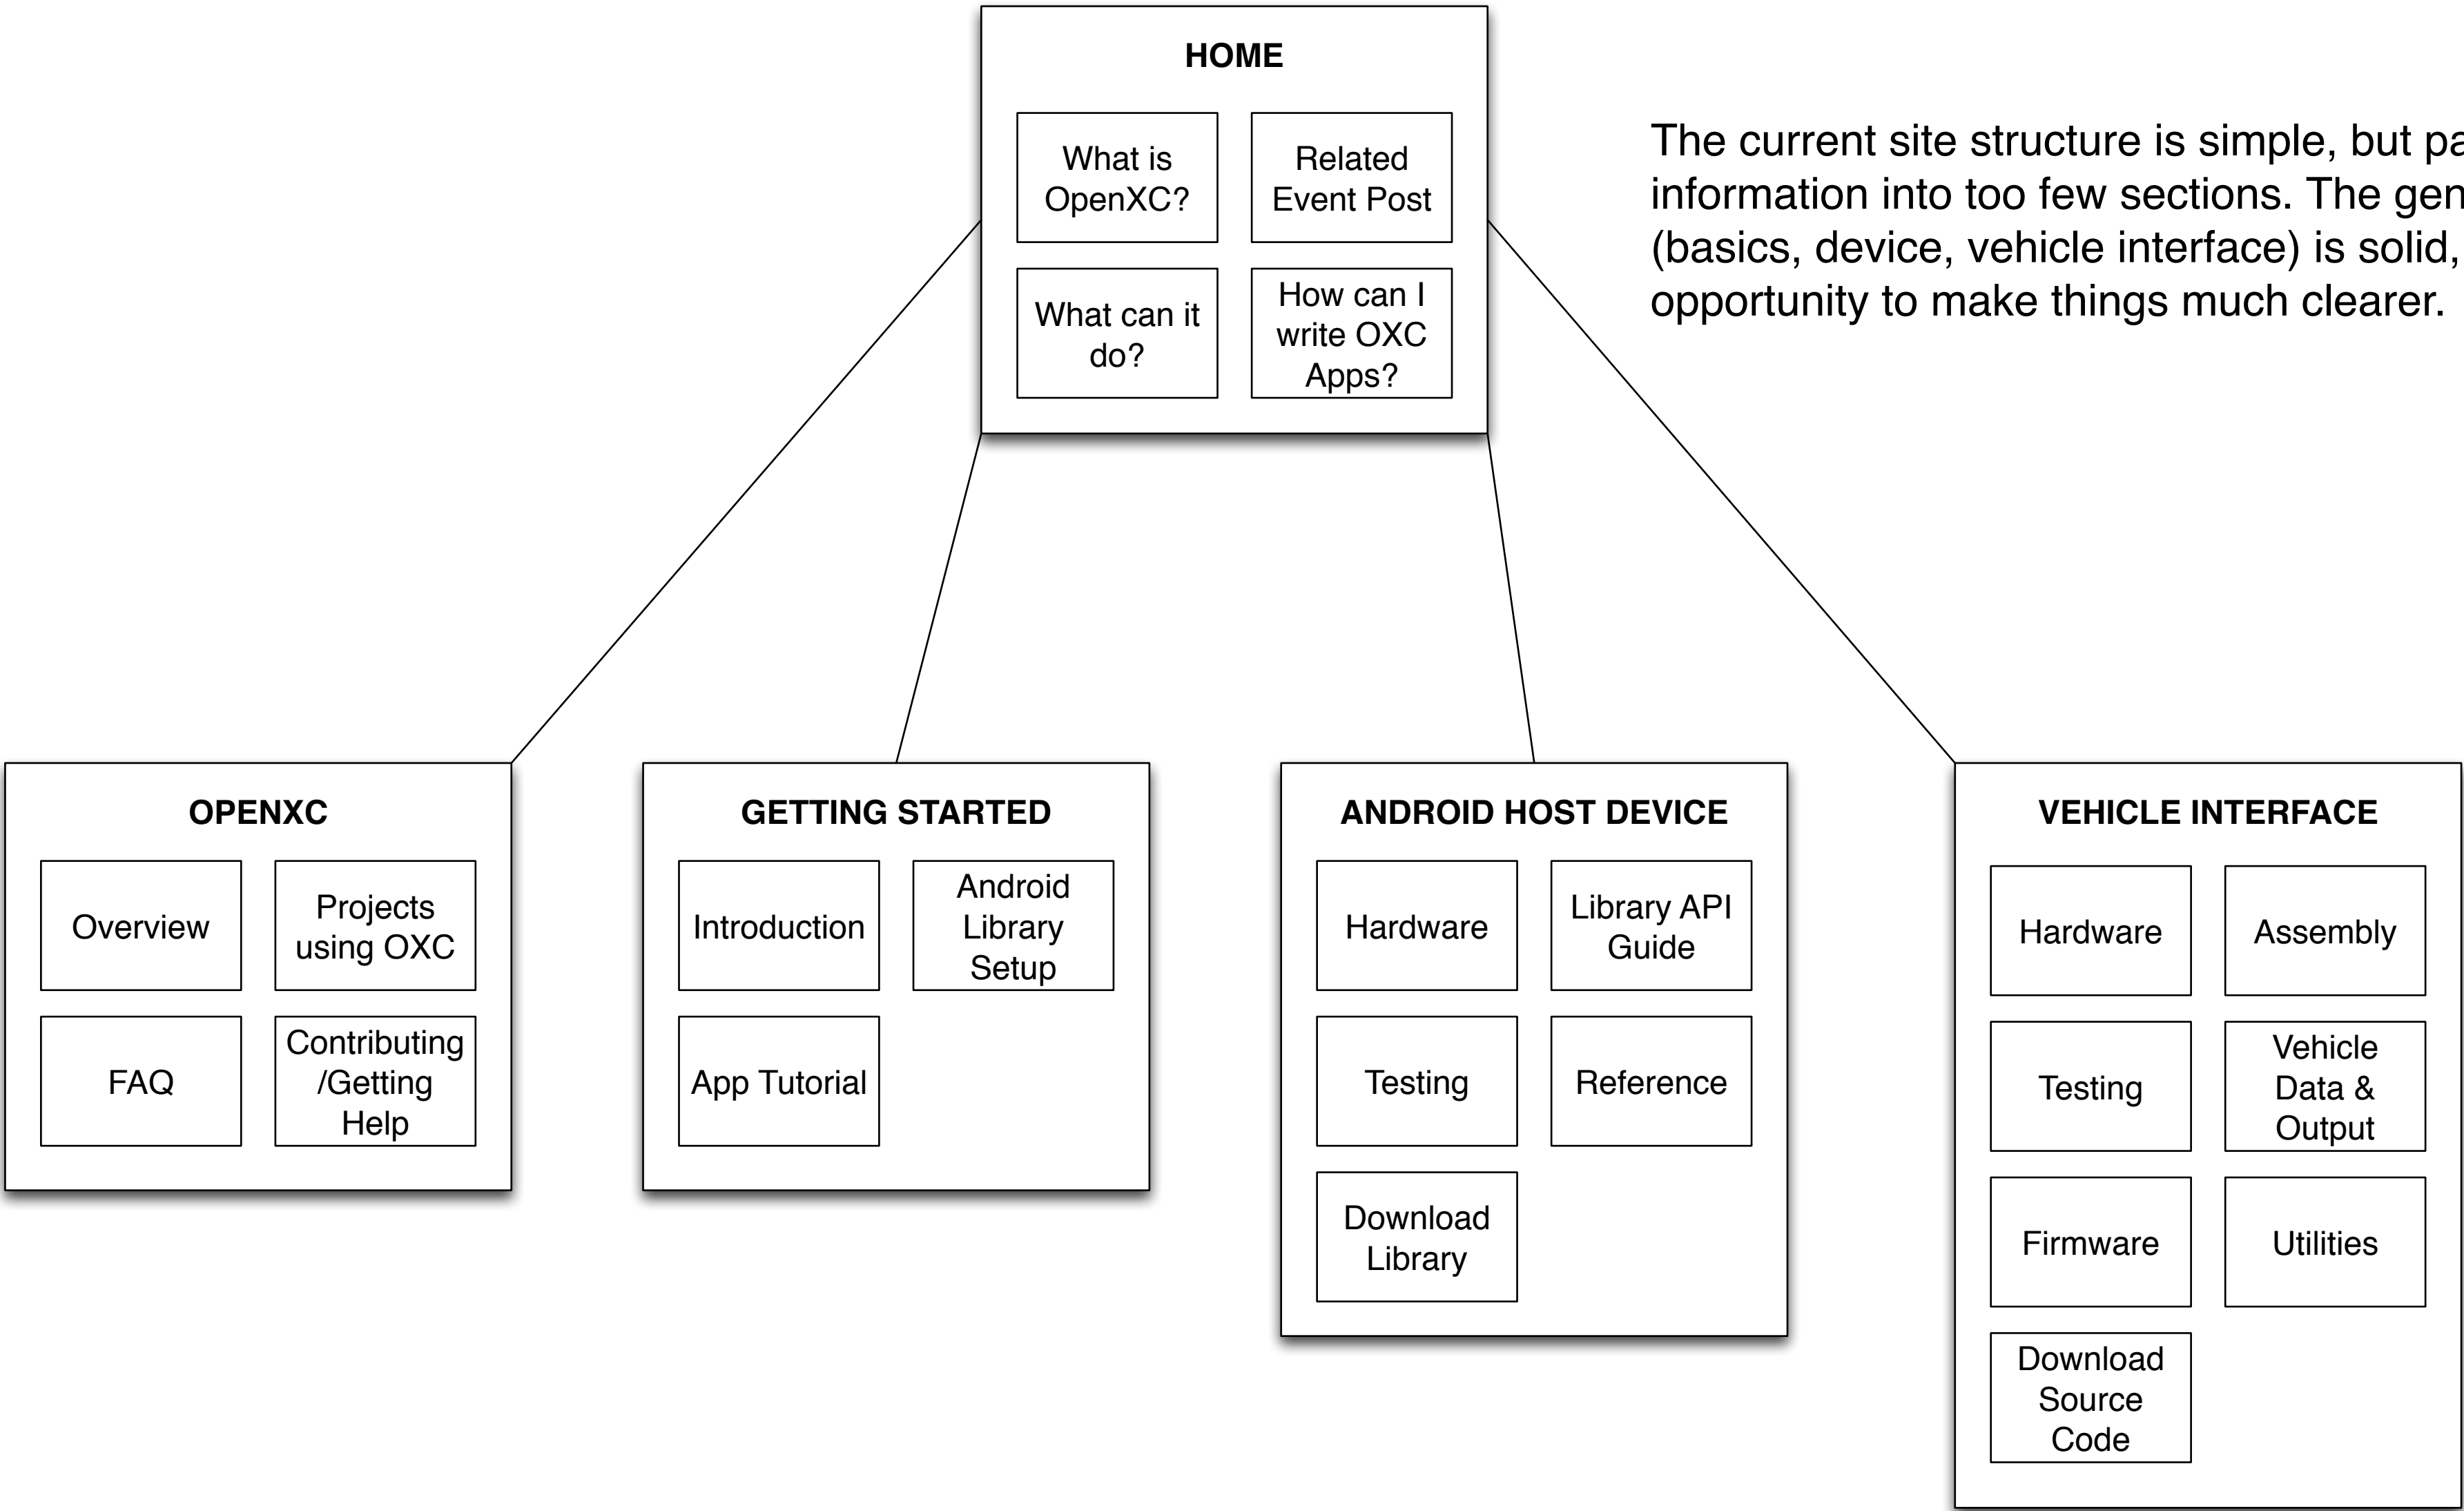 HOME
What is
OpenXC?
Related
Event Post
What can it
do?
How can I
write OXC
Apps?
The current site structure is simple, but
information into too few sections. The
(basics, device, vehicle interface) is solid,
opportunity to make things much clearer.
OPENXC
Overview
Projects
using OXC
FAQ
Contributing
/Getting
Help
GETTING STARTED
Introduction
Android
Library
Setup
App Tutorial
ANDROID HOST DEVICE
Hardware
Library API
Guide
Testing
Reference
Download
Library
VEHICLE INTERFACE
Hardware
Assembly
Testing
Vehicle
Data &
Output
Firmware
Utilities
Download
Source
Code